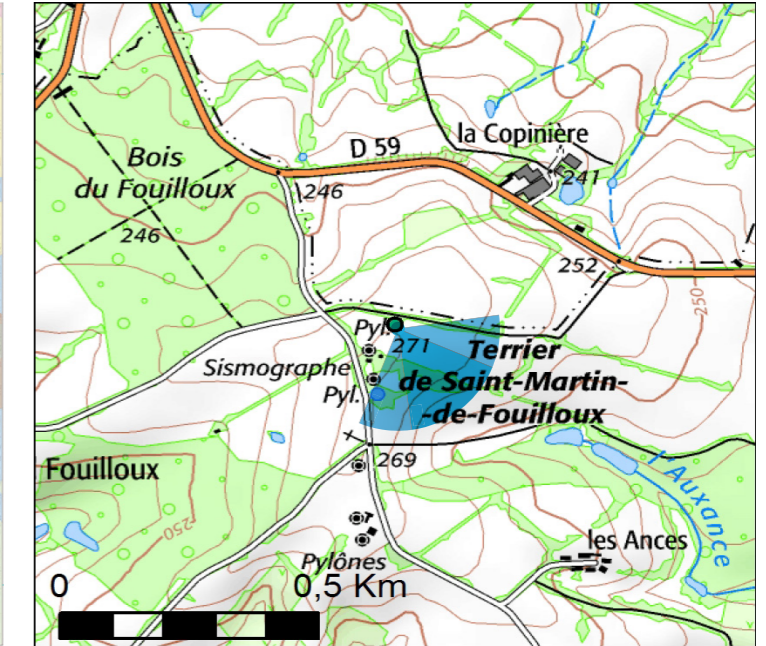 D 59
la Copinière
241
Bois
du Fouilloux
246
246
252
250
Pyl.
271
Terrier
Sismographe
de Saint-Martin-
Pyl.
-de-Fouilloux
269
Fouilloux
250
l'Auxance
les Ances
Pylônes
0
0,5 Km